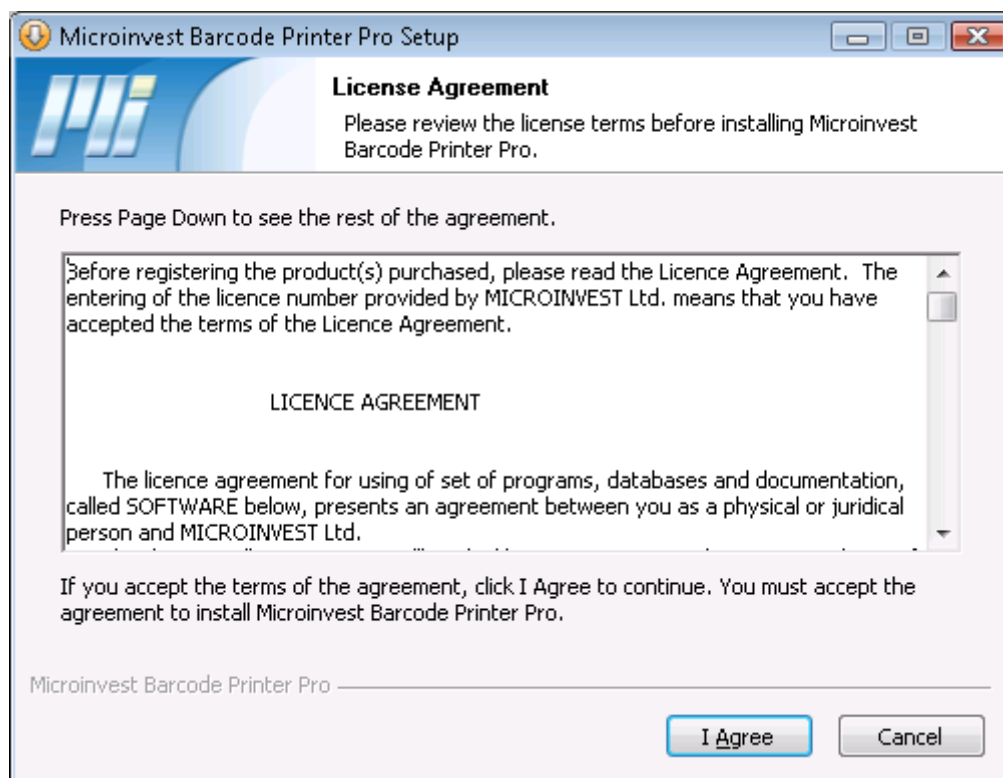 Microinvest Barcode Printer Pro Setup
License Agreement
Please review the license terms before installing Microinvest
Barcode Printer Pro.
Press Page Down to see the rest of the agreement.
Before registering the product(s) purchased, please read the Licence Agreement.  The
entering of the licence number provided by MICROINVEST Ltd. means that you have
accepted the terms of the Licence Agreement.
LICENCE AGREEMENT
The licence agreement for using of set of programs, databases and documentation,
called SOFTWARE below, presents an agreement between you as a physical or juridical
person and MICROINVEST Ltd.
If you accept the terms of the agreement, click I Agree to continue. You must accept the
agreement to install Microinvest Barcode Printer Pro.
Microinvest Barcode Printer Pro
I Agree
Cancel